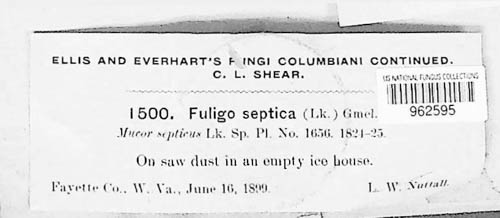 ELLIS AND EVERHART'S FUNGI COLUMBIANI CONTINUED.
C. L. SHEAR.
US NATIONAL FUNGUS COLLECTIONS
962595
1500. Fuligo septica (Lk.) Gmel.
Mucor septicus Lk. Sp. Pl. No. 1656. 1824-25.
On saw dust in an empty ice house.
Fayette Co., W. Va., June 16, 1899. L. W. Nuttall.